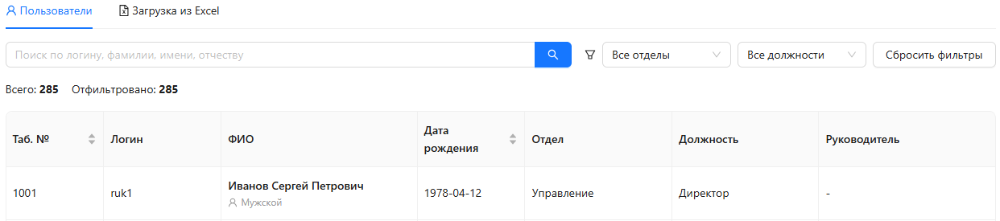 Пользователи Загрузка из Excel
Поиск по логину, фамилии, имени, отчеству Все отделы Все должности Сбросить фильтры
Всего: 285 Отфильтровано: 285
Таб. № Логин ФИО Дата рождения Отдел Должность Руководитель
1001 ruk1 Иванов Сергей Петрович 1978-04-12 Управление Директор -
Мужской